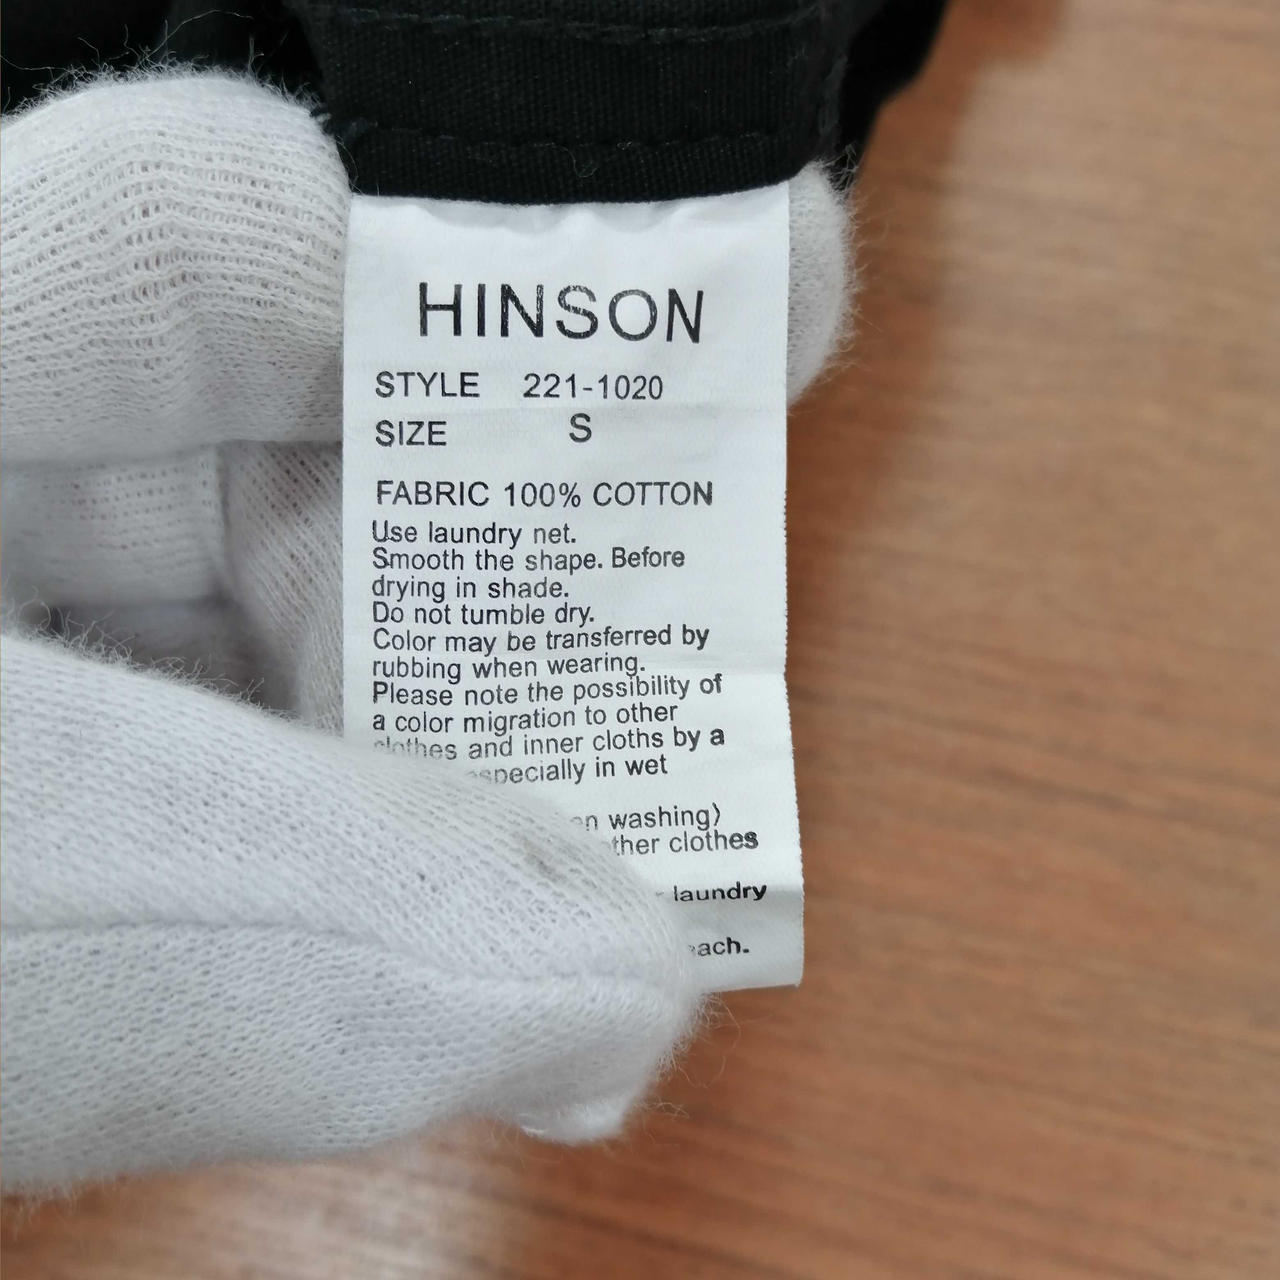 HINSON
STYLE 221-1020
SIZE S
FABRIC 100% COTTON
Use laundry net.
Smooth the shape. Before
drying in shade.
Do not tumble dry.
Color may be transferred by
rubbing when wearing.
Please note the possibility of
a color migration to other
clothes and inner cloths by a
especially in wet
washing)
clothes
laundry